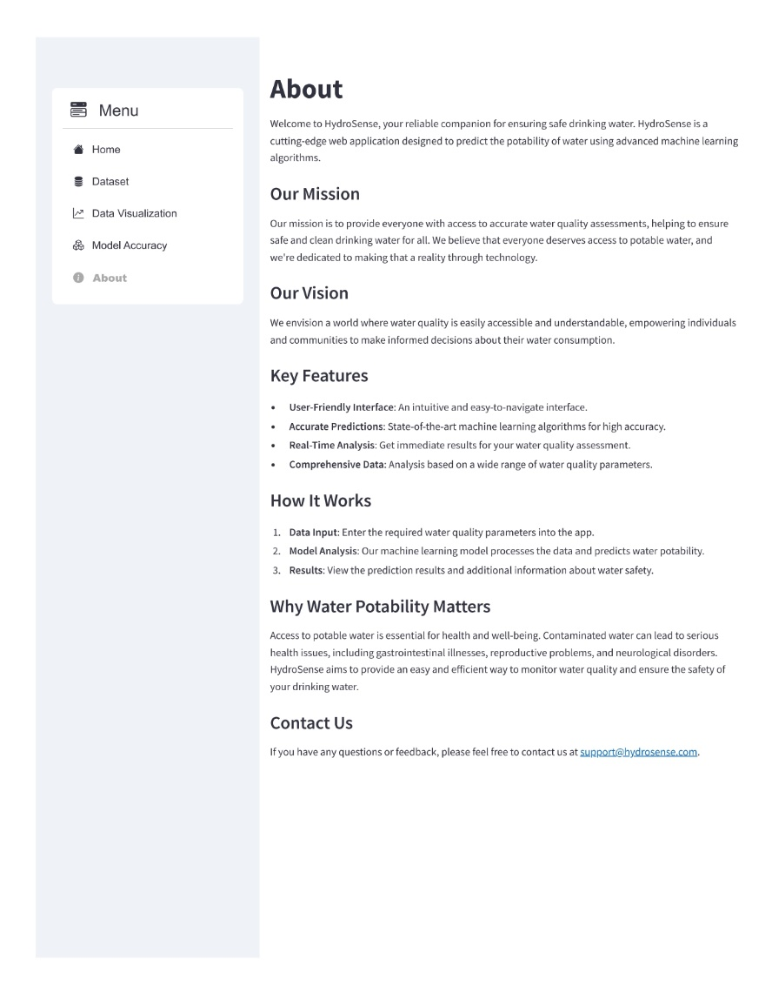 Menu
Home
Dataset
Data Visualization
Model Accuracy
About
About
Welcome to HydroSense, your reliable companion for ensuring safe drinking water. HydroSense is a
cutting-edge web application designed to predict the potability of water using advanced machine learning
algorithms.
Our Mission
Our mission is to provide everyone with access to accurate water quality assessments, helping to ensure
safe and clean drinking water for all. We believe that everyone deserves access to potable water, and
we're dedicated to making that a reality through technology.
Our Vision
We envision a world where water quality is easily accessible and understandable, empowering individuals
and communities to make informed decisions about their water consumption.
Key Features
• User-Friendly Interface: An intuitive and easy-to-navigate interface.
• Accurate Predictions: State-of-the-art machine learning algorithms for high accuracy.
• Real-Time Analysis: Get immediate results for your water quality assessment.
• Comprehensive Data: Analysis based on a wide range of water quality parameters.
How It Works
1. Data Input: Enter the required water quality parameters into the app.
2. Model Analysis: Our machine learning model processes the data and predicts water potability.
3. Results: View the prediction results and additional information about water safety.
Why Water Potability Matters
Access to potable water is essential for health and well-being. Contaminated water can lead to serious
health issues, including gastrointestinal illnesses, reproductive problems, and neurological disorders.
HydroSense aims to provide an easy and efficient way to monitor water quality and ensure the safety of
your drinking water.
Contact Us
If you have any questions or feedback, please feel free to contact us at support@hydrosense.com.